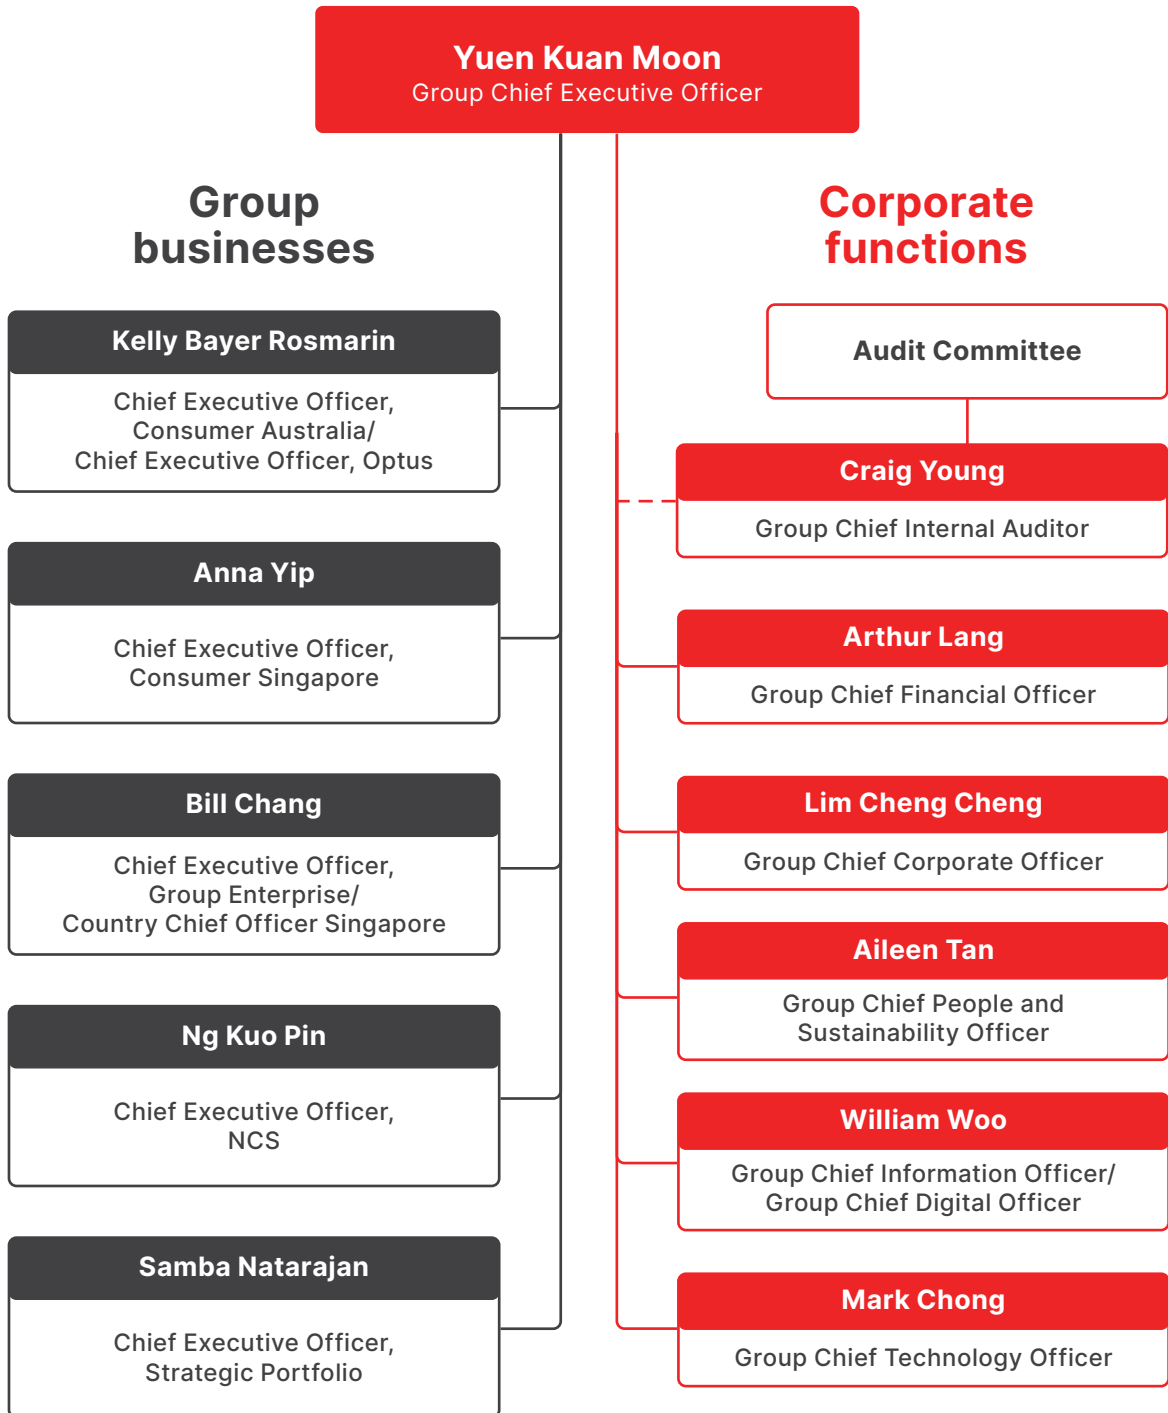 Yuen Kuan Moon
Group Chief Executive Officer
Group
businesses
Kelly Bayer Rosmarin
Chief Executive Officer,
Consumer Australia/
Chief Executive Officer, Optus
Anna Yip
Chief Executive Officer,
Consumer Singapore
Bill Chang
Chief Executive Officer,
Group Enterprise/
Country Chief Officer Singapore
Ng Kuo Pin
Chief Executive Officer,
NCS
Samba Natarajan
Chief Executive Officer,
Strategic Portfolio
Corporate
functions
Audit Committee
Craig Young
Group Chief Internal Auditor
Arthur Lang
Group Chief Financial Officer
Lim Cheng Cheng
Group Chief Corporate Officer
Aileen Tan
Group Chief People and
Sustainability Officer
William Woo
Group Chief Information Officer/
Group Chief Digital Officer
Mark Chong
Group Chief Technology Officer